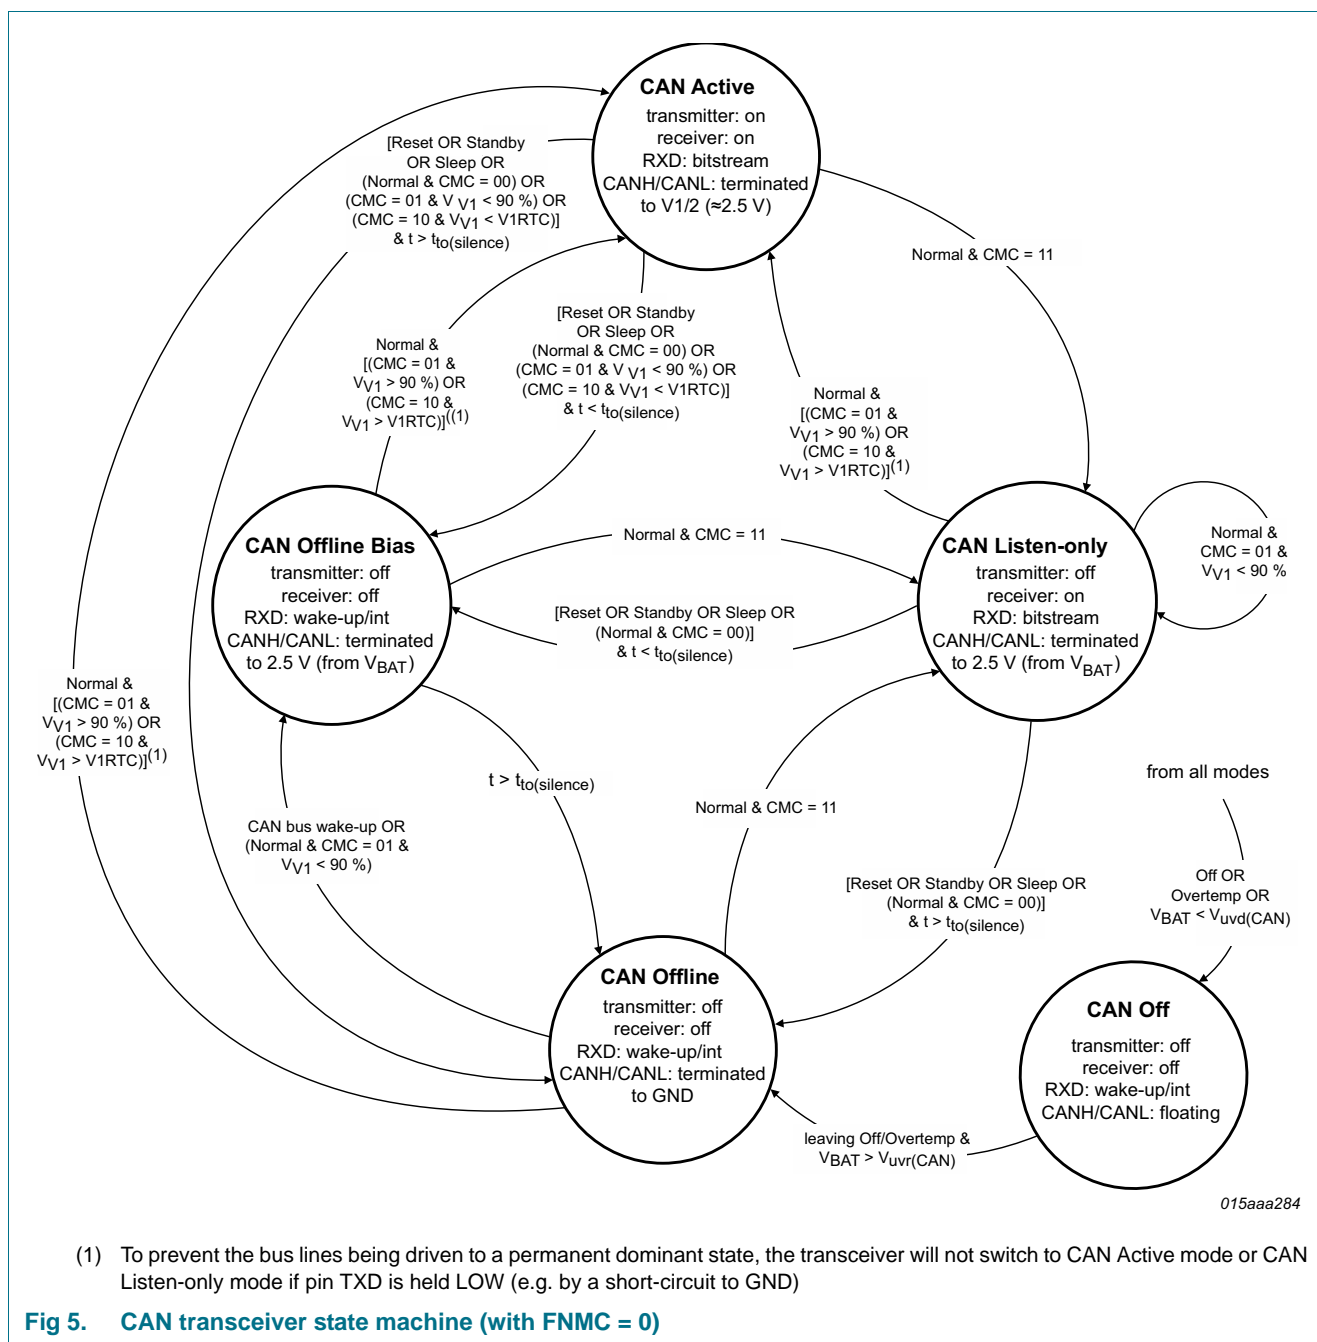 CAN Active
transmitter: on
receiver: on
RXD: bitstream
CANH/CANL: terminated
to V1/2 (≈2.5 V)
[Reset OR Standby
OR Sleep OR
(Normal & CMC = 00) OR
(CMC = 01 & VV1 < 90 %) OR
(CMC = 10 & VV1 < V1RTC)]
& t > tto(silence)
Normal & CMC = 11
[Reset OR Standby
OR Sleep OR
(Normal & CMC = 00) OR
(CMC = 01 & VV1 < 90 %) OR
(CMC = 10 & VV1 < V1RTC)]
& t < tto(silence)
Normal &
[(CMC = 01 &
VV1 > 90 %) OR
(CMC = 10 &
VV1 > V1RTC)]((1)
Normal &
[(CMC = 01 &
VV1 > 90 %) OR
(CMC = 10 &
VV1 > V1RTC)](1)
CAN Offline Bias
transmitter: off
receiver: off
RXD: wake-up/int
CANH/CANL: terminated
to 2.5 V (from VBAT)
Normal & CMC = 11
[Reset OR Standby OR Sleep OR
(Normal & CMC = 00)]
& t < tto(silence)
CAN Listen-only
transmitter: off
receiver: on
RXD: bitstream
CANH/CANL: terminated
to 2.5 V (from VBAT)
Normal &
CMC = 01 &
VV1 < 90 %
Normal &
[(CMC = 01 &
VV1 > 90 %) OR
(CMC = 10 &
VV1 > V1RTC)](1)
t > tto(silence)
CAN bus wake-up OR
(Normal & CMC = 01 &
VV1 < 90 %)
Normal & CMC = 11
[Reset OR Standby OR Sleep OR
(Normal & CMC = 00)]
& t > tto(silence)
from all modes
Off OR
Overtemp OR
VBAT < Vuvd(CAN)
CAN Offline
transmitter: off
receiver: off
RXD: wake-up/int
CANH/CANL: terminated
to GND
CAN Off
transmitter: off
receiver: off
RXD: wake-up/int
CANH/CANL: floating
leaving Off/Overtemp &
VBAT > Vuvr(CAN)
015aaa284
(1) To prevent the bus lines being driven to a permanent dominant state, the transceiver will not switch to CAN Active mode or CAN
Listen-only mode if pin TXD is held LOW (e.g. by a short-circuit to GND)
Fig 5. CAN transceiver state machine (with FNMC = 0)